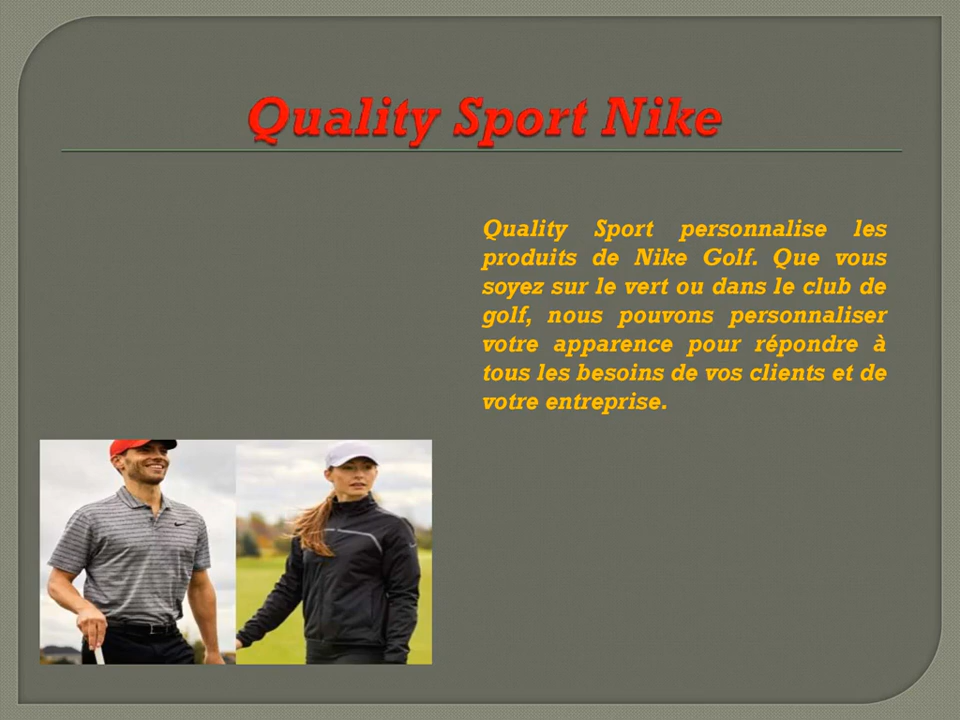 Quality Sport Nike
Quality Sport personnalise les
produits de Nike Golf. Que vous
soyez sur le vert ou dans le club de
golf, nous pouvons personnaliser
votre apparence pour répondre à
tous les besoins de vos clients et de
votre entreprise.